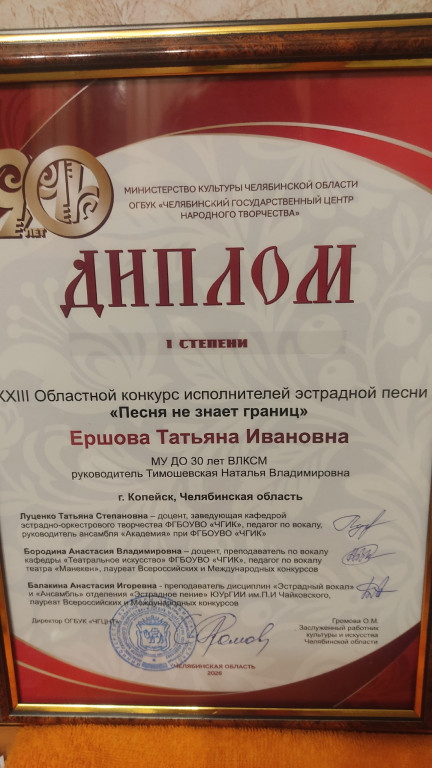 90
ЛЕТ
МИНИСТЕРСТВО КУЛЬТУРЫ ЧЕЛЯБИНСКОЙ ОБЛАСТИ
ОГБУК «ЧЕЛЯБИНСКИЙ ГОСУДАРСТВЕННЫЙ ЦЕНТР
НАРОДНОГО ТВОРЧЕСТВА»
ДИПЛОМ
I СТЕПЕНИ
XXIII Областной конкурс исполнителей эстрадной песни
«Песня не знает границ»
Ершова Татьяна Ивановна
МУ ДО 30 лет ВЛКСМ
руководитель Тимошевская Наталья Владимировна
г. Копейск, Челябинская область
Луценко Татьяна Степановна – доцент, заведующая кафедрой
эстрадно-оркестрового творчества ФГБОУВО «ЧГИК», педагог по вокалу,
руководитель ансамбля «Академия» при ФГБОУВО «ЧГИК»
Бородина Анастасия Владимировна – доцент, преподаватель по вокалу
кафедры «Театральное искусство» ФГБОУВО «ЧГИК», педагог по вокалу
театра «Манекен», лауреат Всероссийских и Международных конкурсов
Балакина Анастасия Игоревна - преподаватель дисциплин «Эстрадный вокал»
и «Ансамбль» отделения «Эстрадное пение» ЮУрГИИ им.П.И Чайковского,
лауреат Всероссийских и Международных конкурсов
Директор ОГБУК «ЧГЦНТ»
Громова О.М.
Заслуженный работник
культуры и искусства
Челябинской области
ЧЕЛЯБИНСКАЯ ОБЛАСТЬ
2026